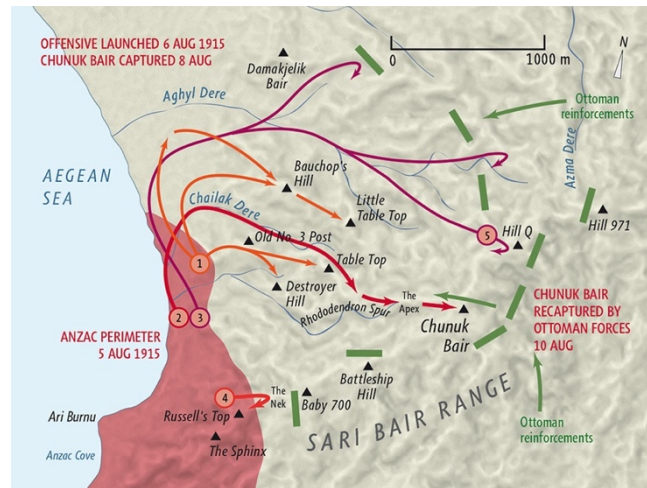 OFFENSIVE LAUNCHED 6 AUG 1915
CHUNUK BAIR CAPTURED 8 AUG
Damakjelik
Bair
0
1000 m
N
Aghyl Dere
Ottoman
reinforcements
AEGEAN
SEA
Azma Dere
Bauchop's
Hill
Chailak Dere
Little
Table Top
Hill 971
5
Hill Q
Old No. 3 Post
1
Table Top
Destroyer
Hill
Rhododendron Spur
The
Apex
Chunuk
Bair
CHUNUK BAIR
RECAPTURED BY
OTTOMAN FORCES
10 AUG
2
3
ANZAC PERIMETER
5 AUG 1915
Battleship
Hill
4
The
Nek
Baby 700
Ari Burnu
Russell's Top
SARI BAIR RANGE
Ottoman
reinforcements
The Sphinx
Anzac Cove